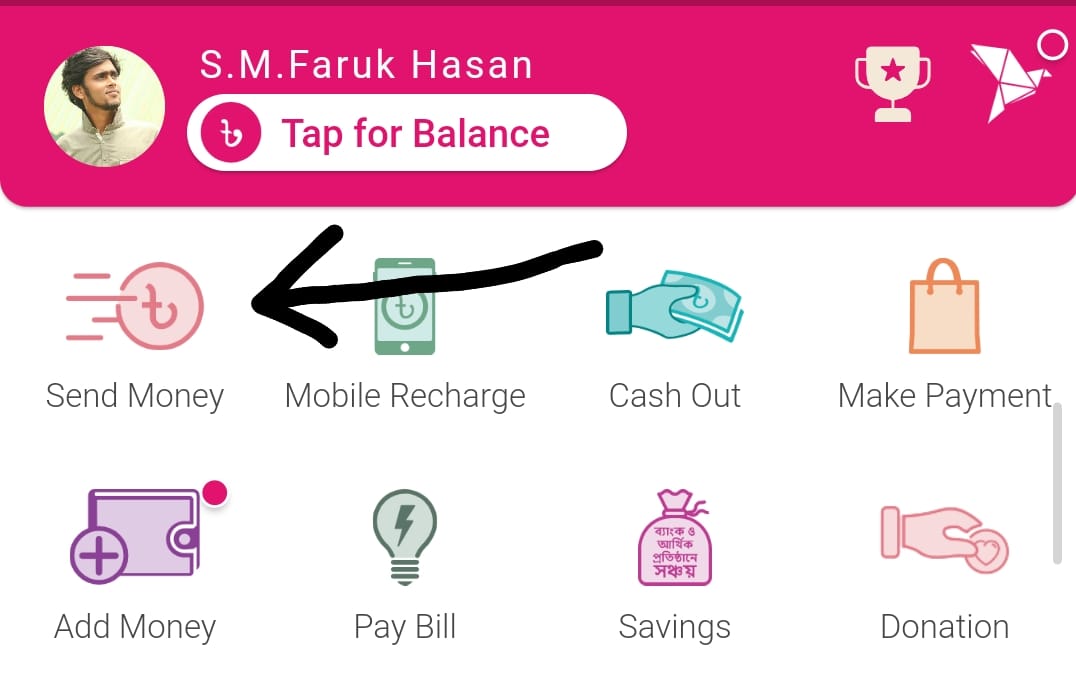 S.M.Faruk Hasan
৳ Tap for Balance
৳ ৳ ৳
Send Money Mobile Recharge Cash Out Make Payment
ব্যাংক ও
আর্থিক
প্রতিষ্ঠানে
সঞ্চয়
Add Money Pay Bill Savings Donation